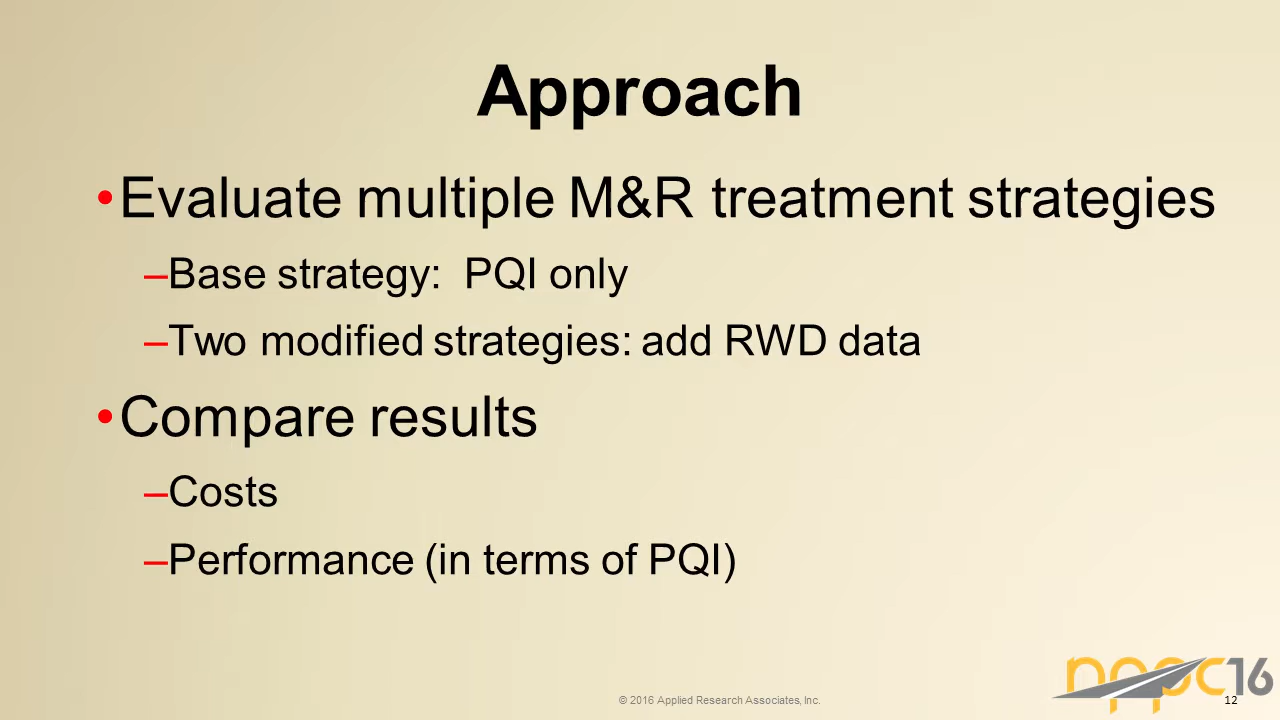 Approach
•Evaluate multiple M&R treatment strategies
–Base strategy:  PQI only
–Two modified strategies: add RWD data
•Compare results
–Costs
–Performance (in terms of PQI)
nppc16
© 2016 Applied Research Associates, Inc.
12